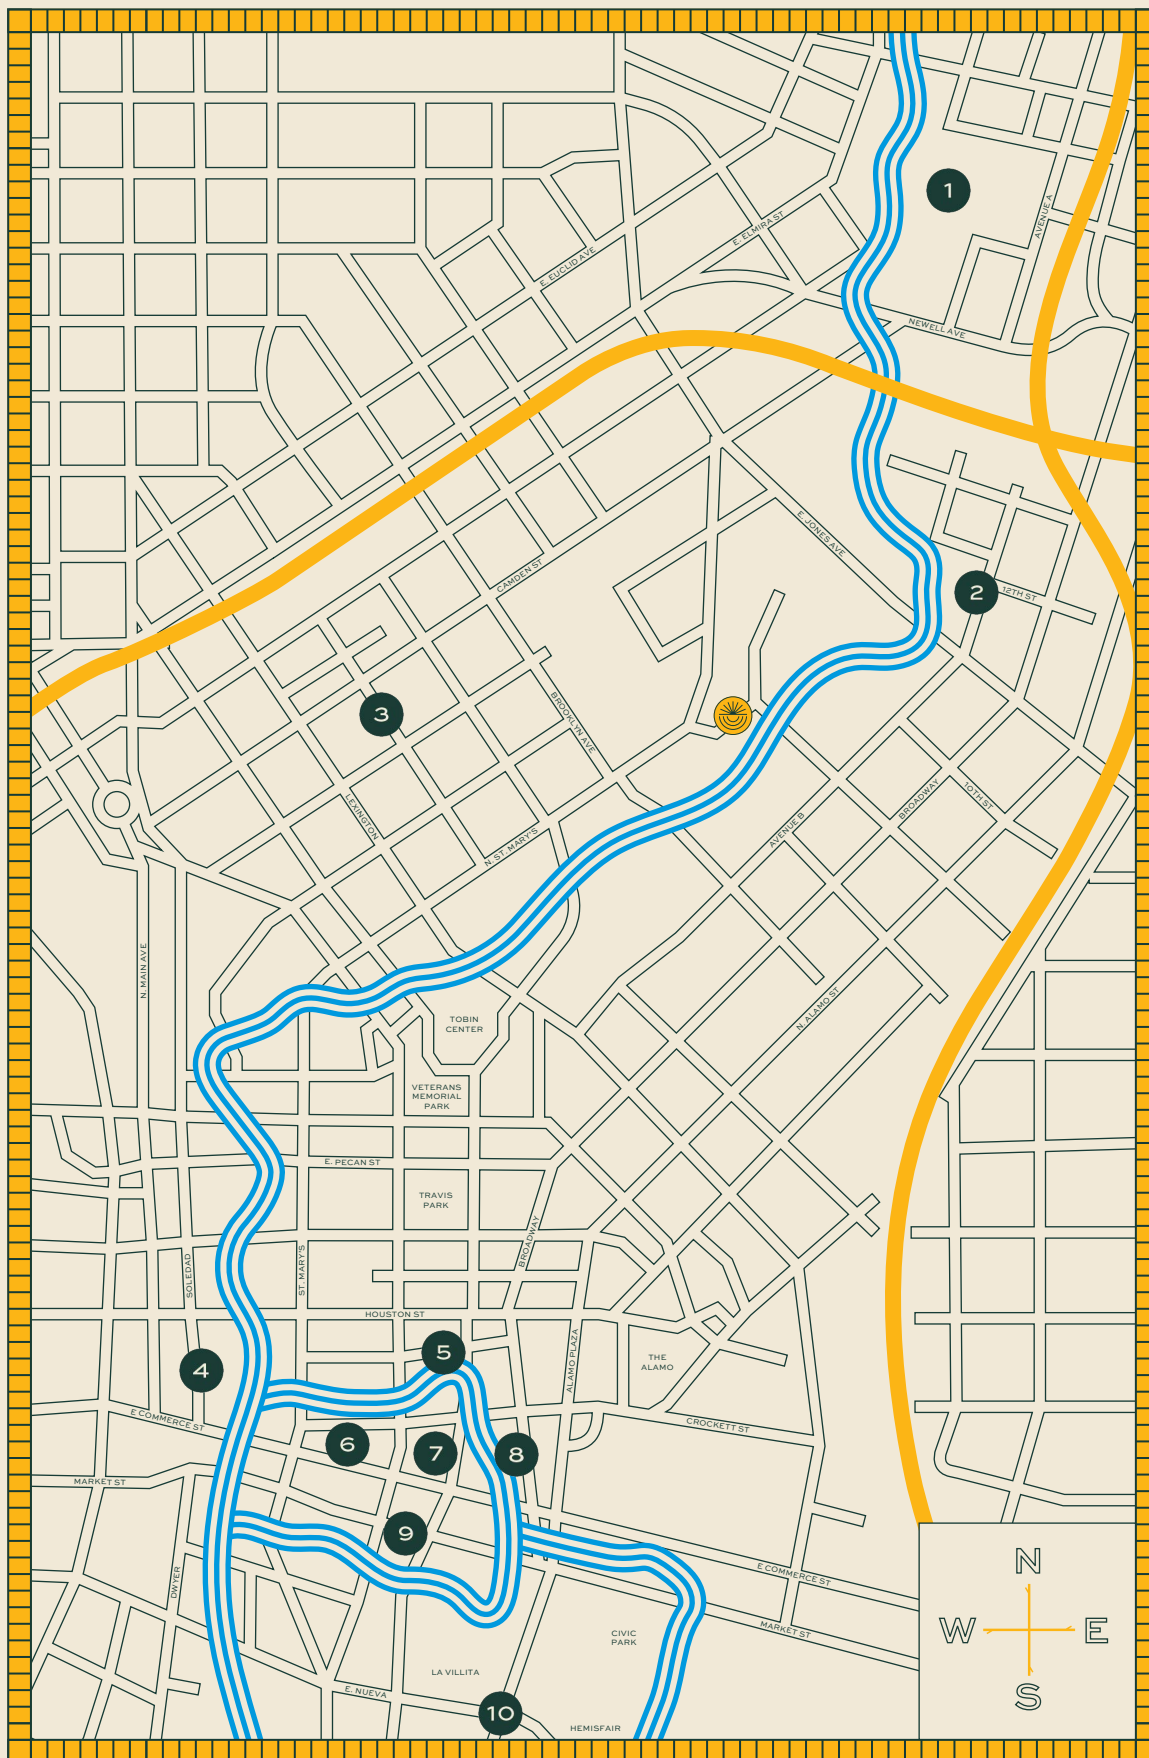 1
AVENUE A
E. ELMIRA ST
E. EUCLID AVE
NEWELL AVE
E. JONES AVE
CAMDEN ST
2
12TH ST
3
BROOKLYN AVE
LEXINGTON
N. ST. MARY'S
AVENUE B
BROADWAY
10TH ST
N. MAIN AVE
N. ALAMO ST
TOBIN
CENTER
VETERANS
MEMORIAL
PARK
E. PECAN ST
TRAVIS
PARK
BROADWAY
SOLEDAD
ST. MARY'S
HOUSTON ST
5
ALAMO PLAZA
THE
ALAMO
4
E COMMERCE ST
CROCKETT ST
6
7
8
MARKET ST
9
DWYER
E COMMERCE ST
MARKET ST
CIVIC
PARK
LA VILLITA
E. NUEVA
10
HEMISFAIR
N
W
E
S